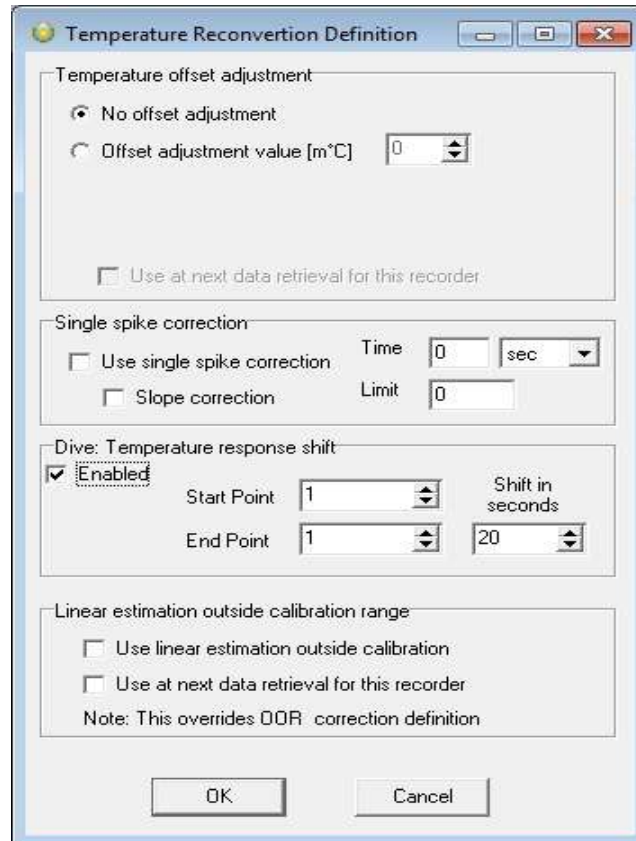 Temperature Reconvertion Definition
Temperature offset adjustment
No offset adjustment
Offset adjustment value [m°C] 0
Use at next data retrieval for this recorder
Single spike correction
Use single spike correction
Time 0 sec
Slope correction
Limit 0
Dive: Temperature response shift
Enabled
Start Point 1
Shift in
seconds
End Point 1
20
Linear estimation outside calibration range
Use linear estimation outside calibration
Use at next data retrieval for this recorder
Note: This overrides OOR correction definition
OK
Cancel